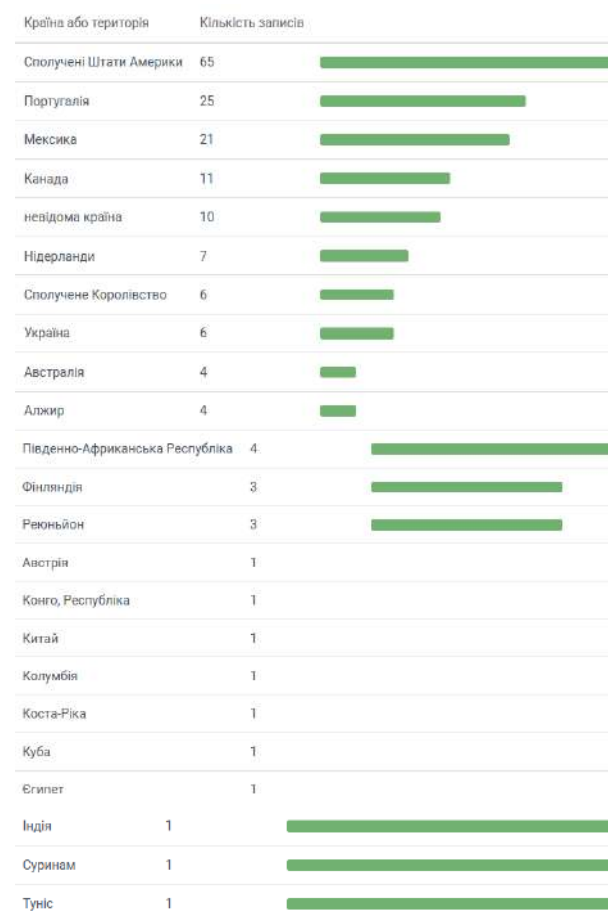 Країна або територія Кількість записів
Сполучені Штати Америки 65
Португалія 25
Мексика 21
Канада 11
невідома країна 10
Нідерланди 7
Сполучене Королівство 6
Україна 6
Австралія 4
Алжир 4
Південно-Африканська Республіка 4
Фінляндія 3
Реюньйон 3
Австрія 1
Конго, Республіка 1
Китай 1
Колумбія 1
Коста-Ріка 1
Куба 1
Єгипет 1
Індія 1
Суринам 1
Туніс 1